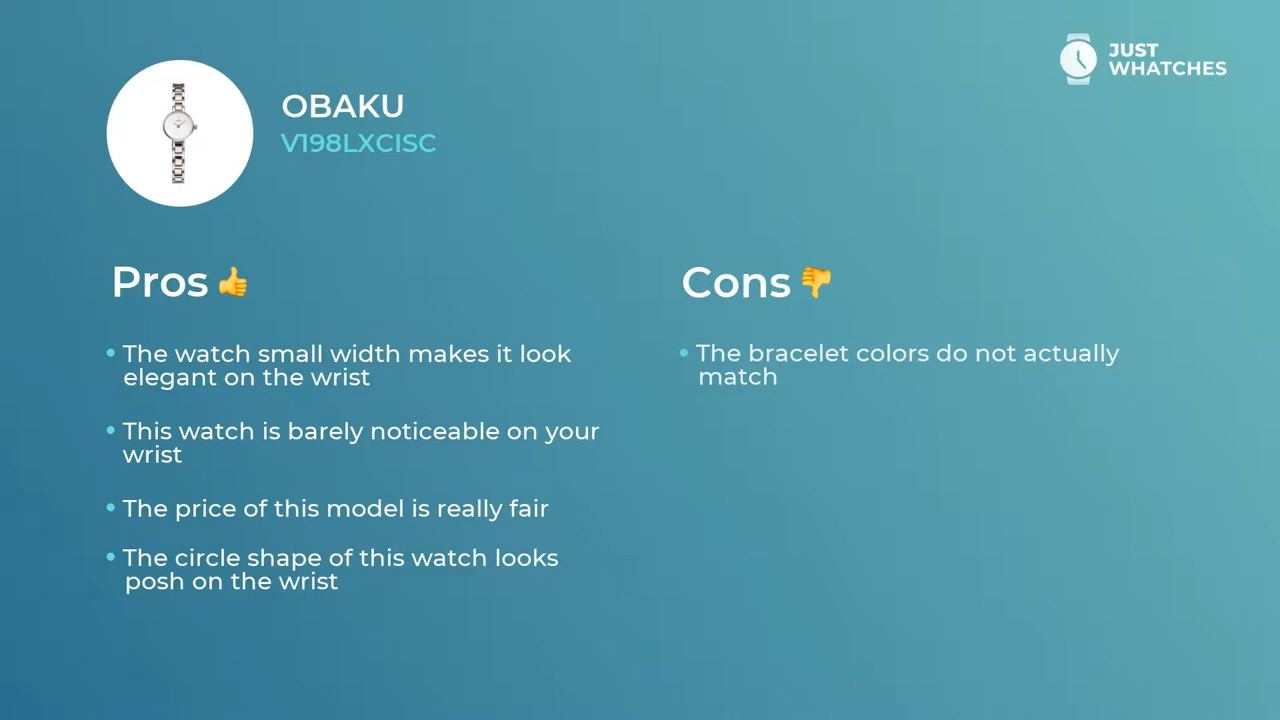 JUST
WHATCHES
OBAKU
V198LXCISC
Pros 👍
• The watch small width makes it look
elegant on the wrist
• This watch is barely noticeable on your
wrist
• The price of this model is really fair
• The circle shape of this watch looks
posh on the wrist
Cons 👎
• The bracelet colors do not actually
match